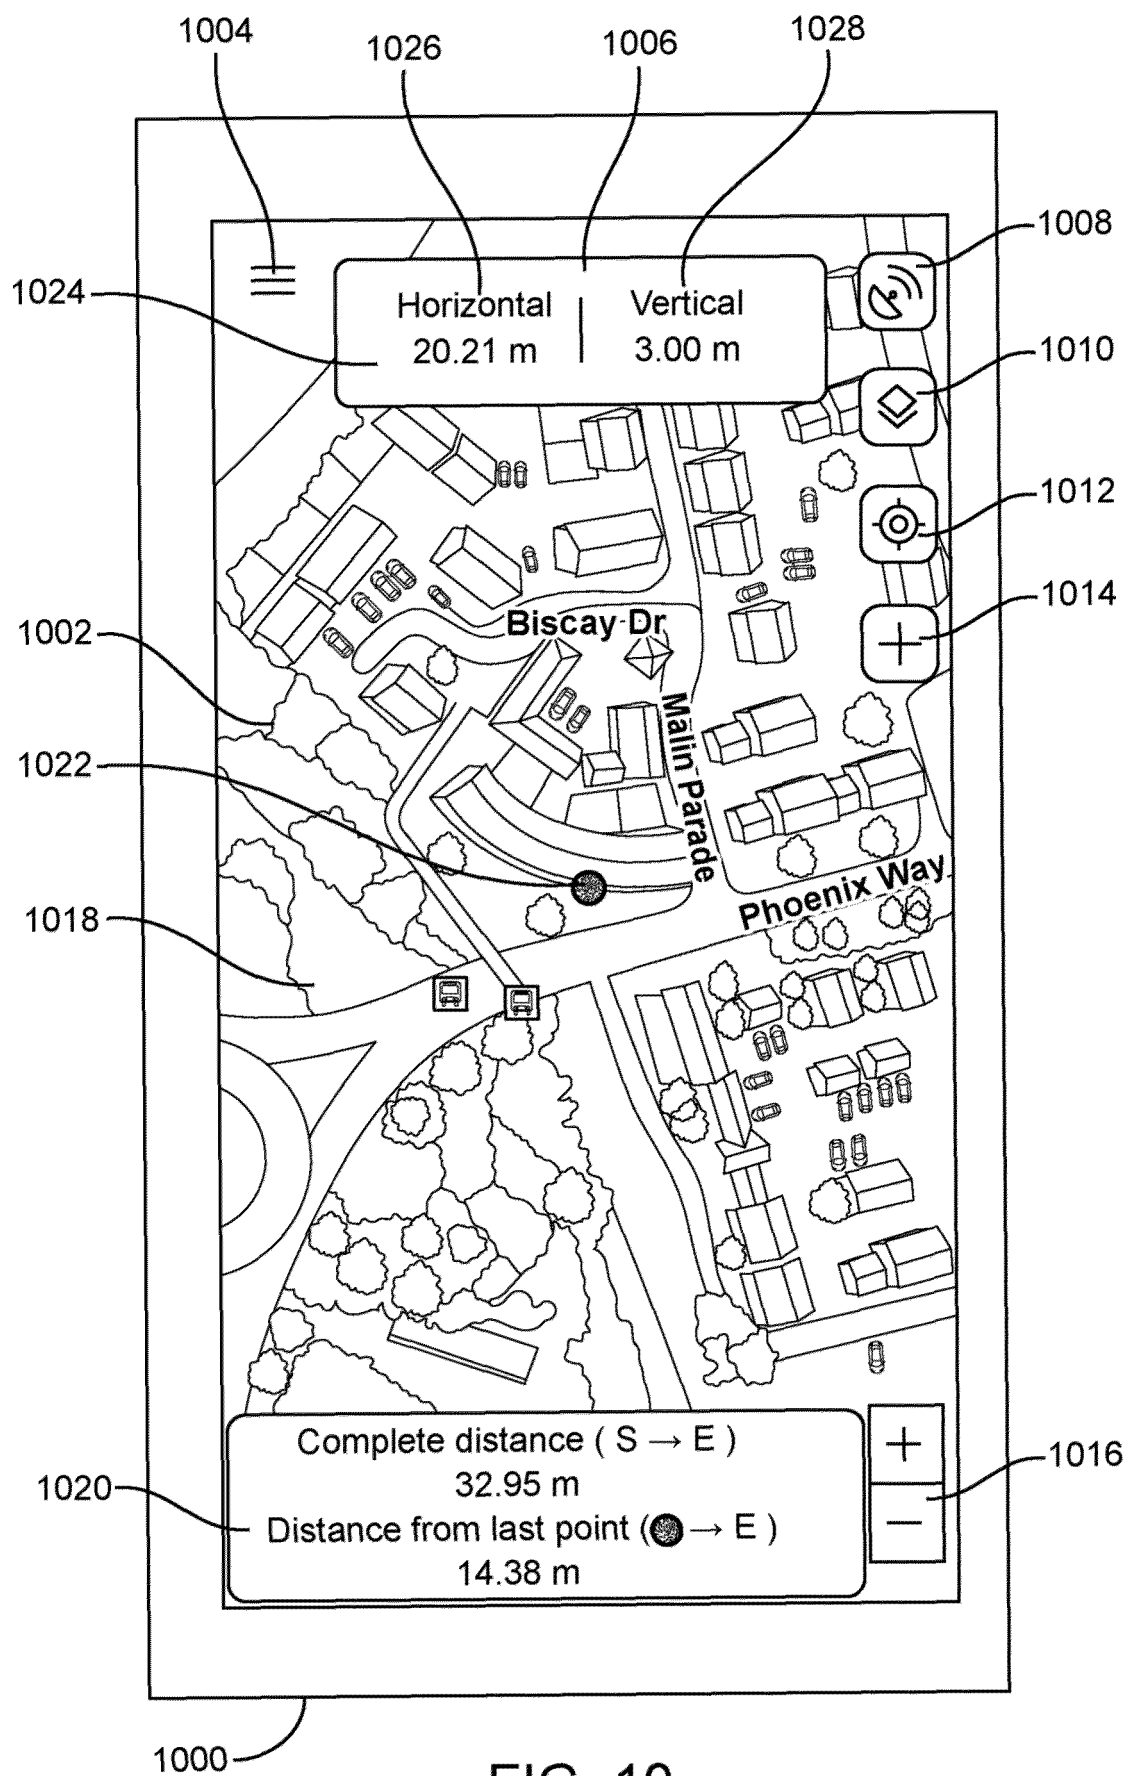 1004
1026
1006
1028
1008
1024
Horizontal
Vertical
20.21 m
3.00 m
1010
1012
1014
1002
Biscay Dr
Malin Parade
1022
Phoenix Way
1018
Complete distance ( S → E )
32.95 m
1016
1020
Distance from last point ( → E )
14.38 m
1000